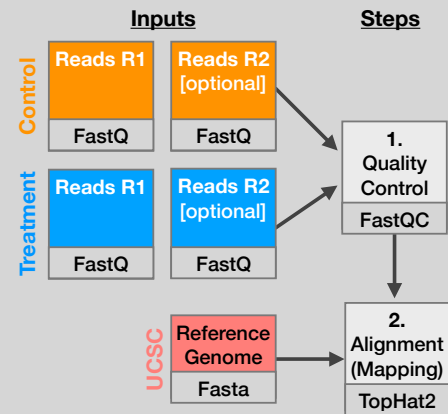 Inputs
Steps
Control
Reads R1
FastQ
Reads R2
[optional]
FastQ
1.
Quality
Control
FastQC
Treatment
Reads R1
FastQ
Reads R2
[optional]
FastQ
UCSC
Reference
Genome
Fasta
2.
Alignment
(Mapping)
TopHat2